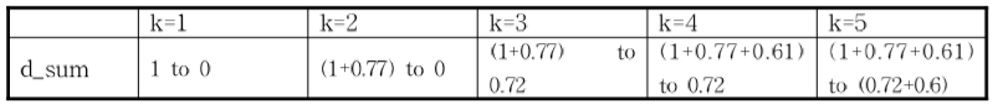 k=1 k=2 k=3 k=4 k=5
d_sum 1 to 0 (1+0.77) to 0 (1+0.77) to 0.72 (1+0.77+0.61) to 0.72 (1+0.77+0.61) to (0.72+0.6)